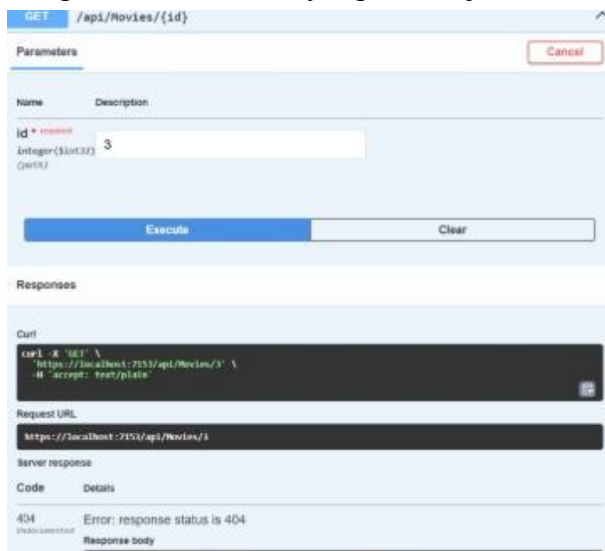 GET /api/Movies/{id}
Parameters
Cancel
Name Description
id * required
integer($int32)
(path)
3
Execute Clear
Responses
Curl
curl -X 'GET' \
'https://localhost:7153/api/Movies/3' \
-H 'accept: text/plain'
Request URL
https://localhost:7153/api/Movies/3
Server response
Code Details
404 Error: response status is 404
Undocumented
Response body